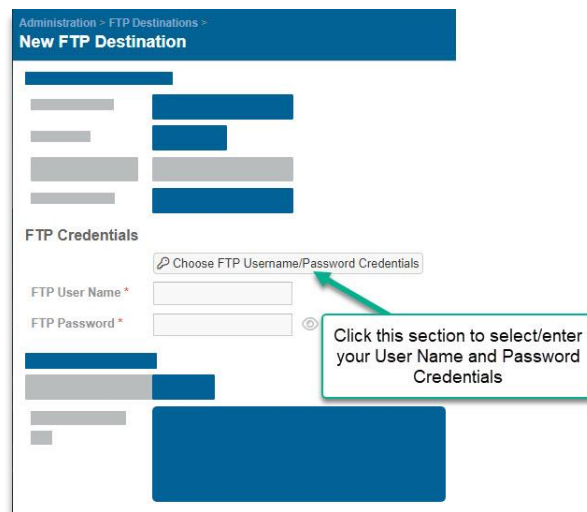 Administration > FTP Destinations >
New FTP Destination
FTP Credentials
Choose FTP Username/Password Credentials
FTP User Name *
FTP Password *
Click this section to select/enter
your User Name and Password
Credentials